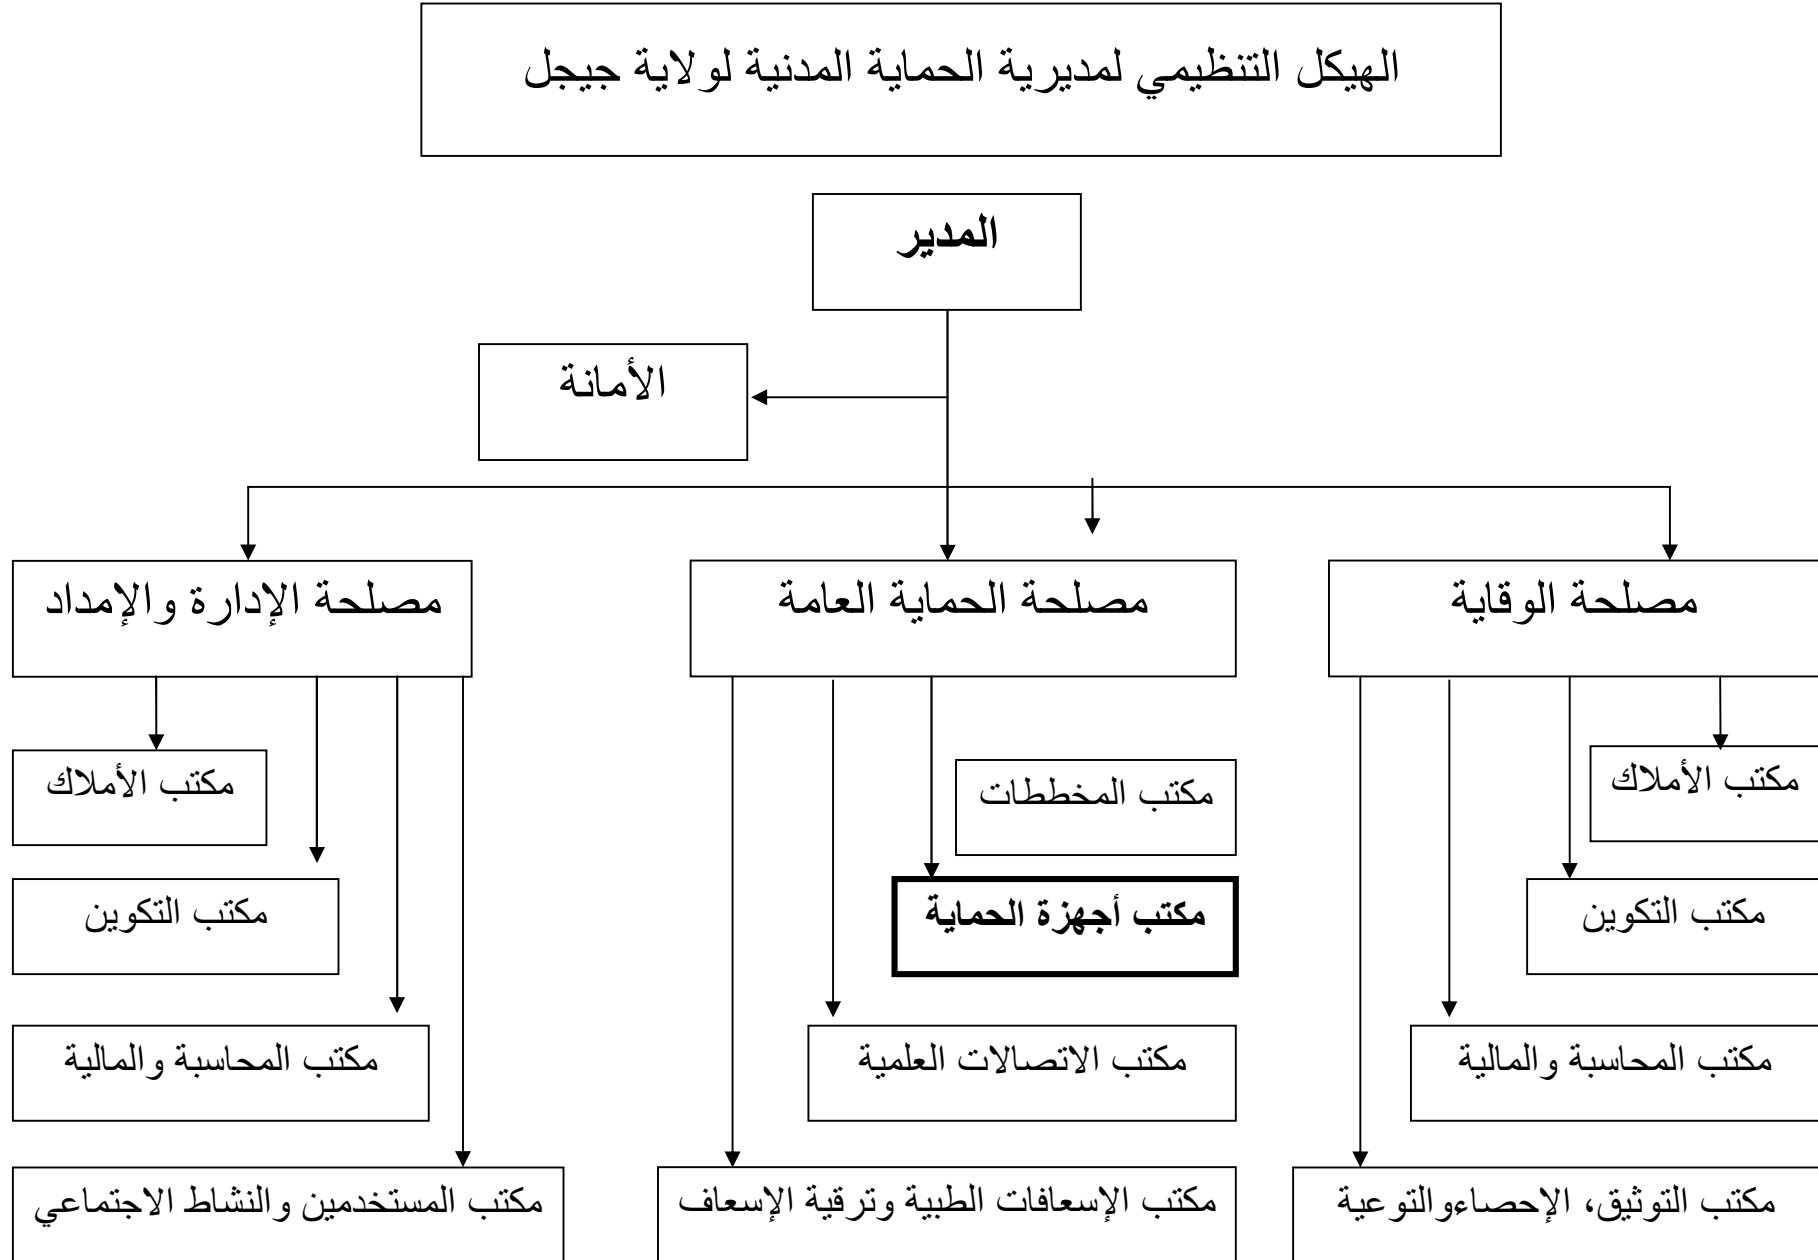 الهيكل التنظيمي لمديرية الحماية المدنية لولاية جيجل
المدير
الأمانة
مصلحة الوقاية
مصلحة الحماية العامة
مصلحة الإدارة والإمداد
مكتب الأملاك
مكتب المخططات
مكتب الأملاك
مكتب التكوين
مكتب أجهزة الحماية
مكتب التكوين
مكتب المحاسبة والمالية
مكتب الاتصالات العلمية
مكتب المحاسبة والمالية
مكتب التوثيق، الإحصاءوالتوعية
مكتب الإسعافات الطبية وترقية الإسعاف
مكتب المستخدمين والنشاط الاجتماعي